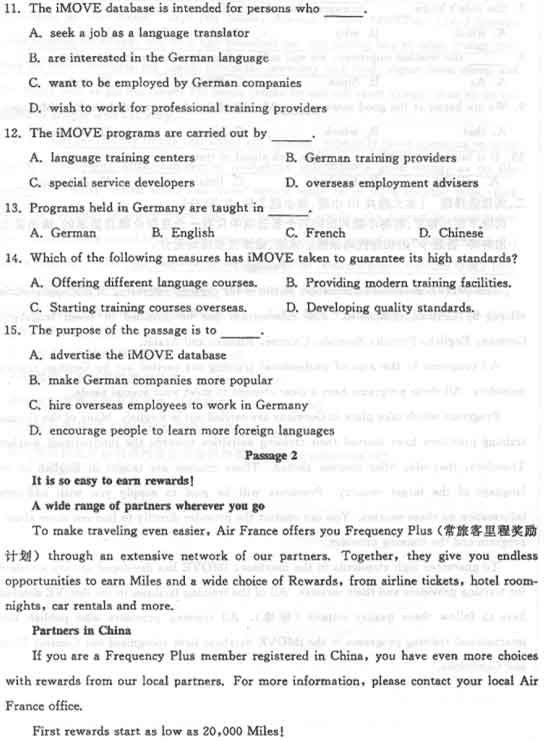 11. The iMOVE database is intended for persons who ______.
A. seek a job as a language translator
B. are interested in the German language
C. want to be employed by German companies
D. wish to work for professional training providers
12. The iMOVE programs are carried out by ______.
A. language training centers B. German training providers
C. special service developers D. overseas employment advisers
13. Programs held in Germany are taught in ______.
A. German B. English C. French D. Chinese
14. Which of the following measures has iMOVE taken to guarantee its high standards?
A. Offering different language courses. B. Providing modern training facilities.
C. Starting training courses overseas. D. Developing quality standards.
15. The purpose of the passage is to ______.
A. advertise the iMOVE database
B. make German companies more popular
C. hire overseas employees to work in Germany
D. encourage people to learn more foreign languages
Passage 2
It is so easy to earn rewards!
A wide range of partners wherever you go
To make traveling even easier, Air France offers you Frequency Plus (常旅客里程奖励
计划) through an extensive network of our partners. Together, they give you endless
opportunities to earn Miles and a wide choice of Rewards, from airline tickets, hotel room-
nights, car rentals and more.
Partners in China
If you are a Frequency Plus member registered in China, you have even more choices
with rewards from our local partners. For more information, please contact your local Air
France office.
First rewards start as low as 20,000 Miles!